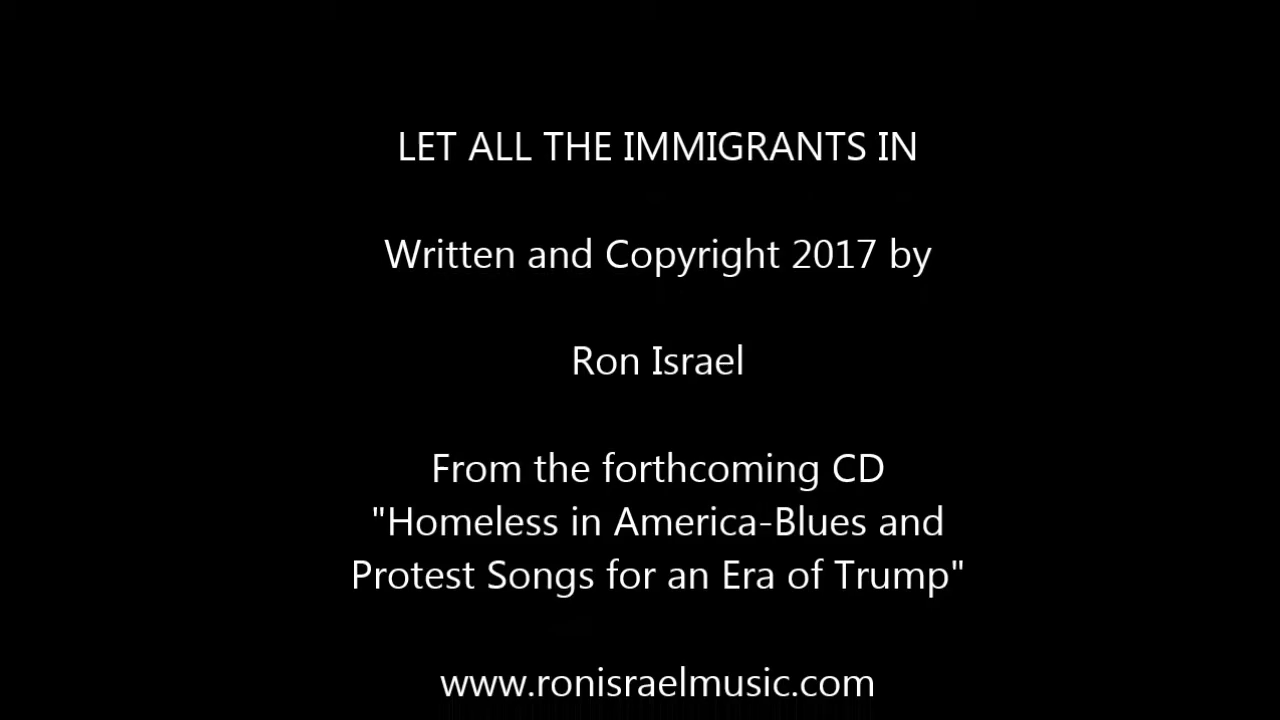 LET ALL THE IMMIGRANTS IN
Written and Copyright 2017 by
Ron Israel
From the forthcoming CD
"Homeless in America-Blues and
Protest Songs for an Era of Trump"
www.ronisraelmusic.com